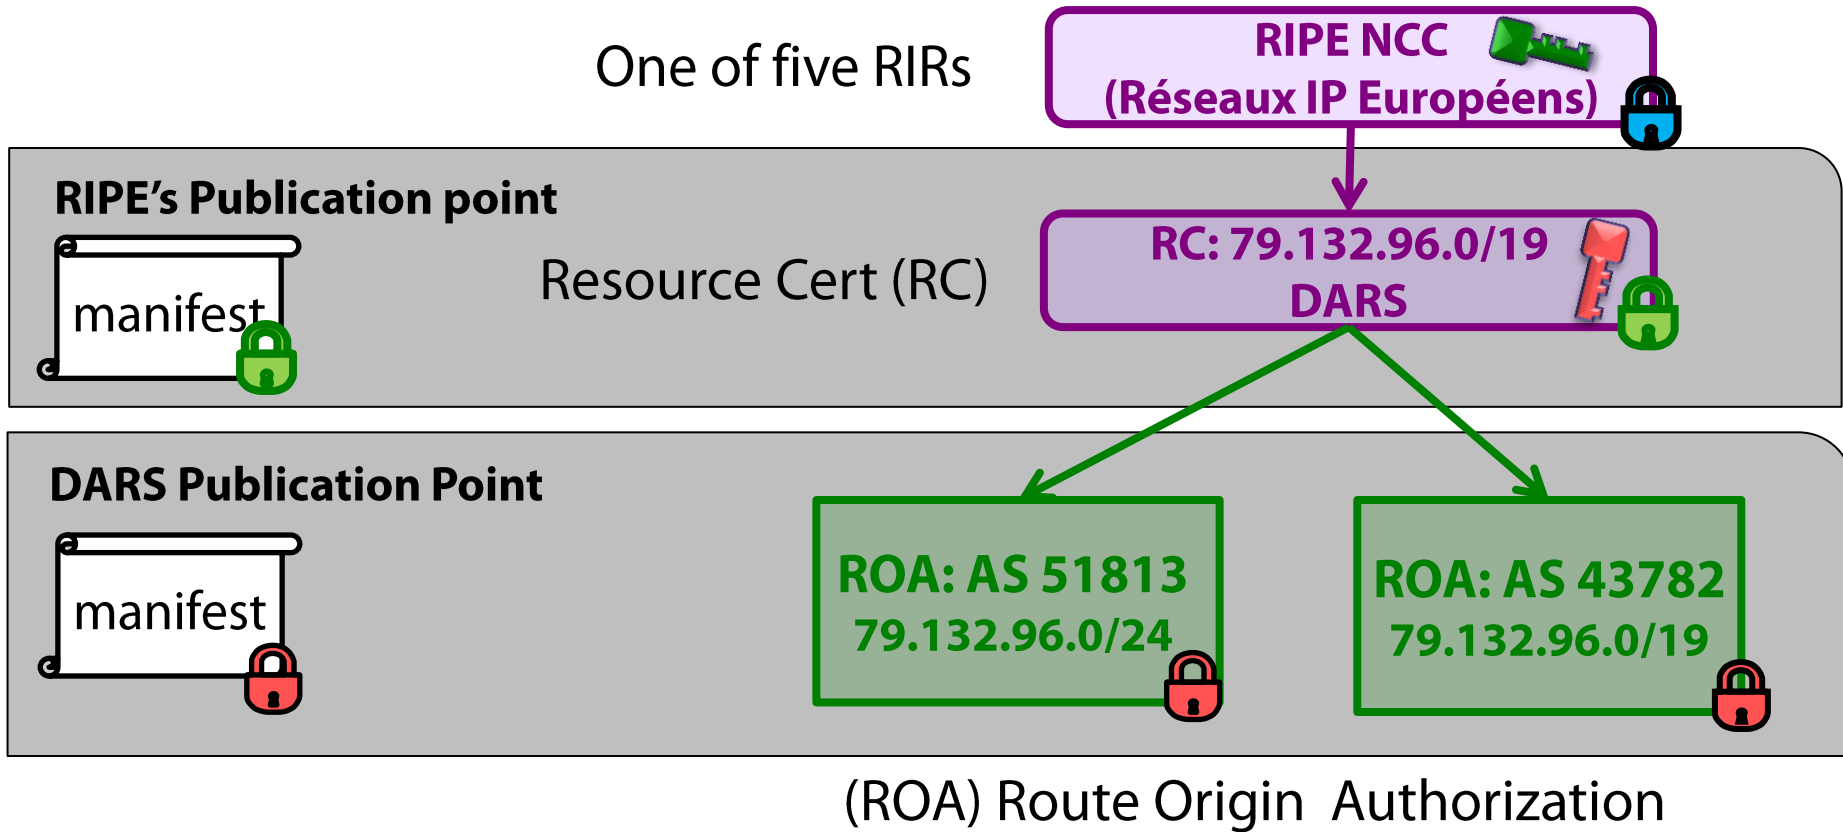 One of five RIRs
RIPE NCC
(Réseaux IP Européens)
RIPE's Publication point
manifest
Resource Cert (RC)
RC: 79.132.96.0/19
DARS
DARS Publication Point
manifest
ROA: AS 51813
79.132.96.0/24
ROA: AS 43782
79.132.96.0/19
(ROA) Route Origin  Authorization